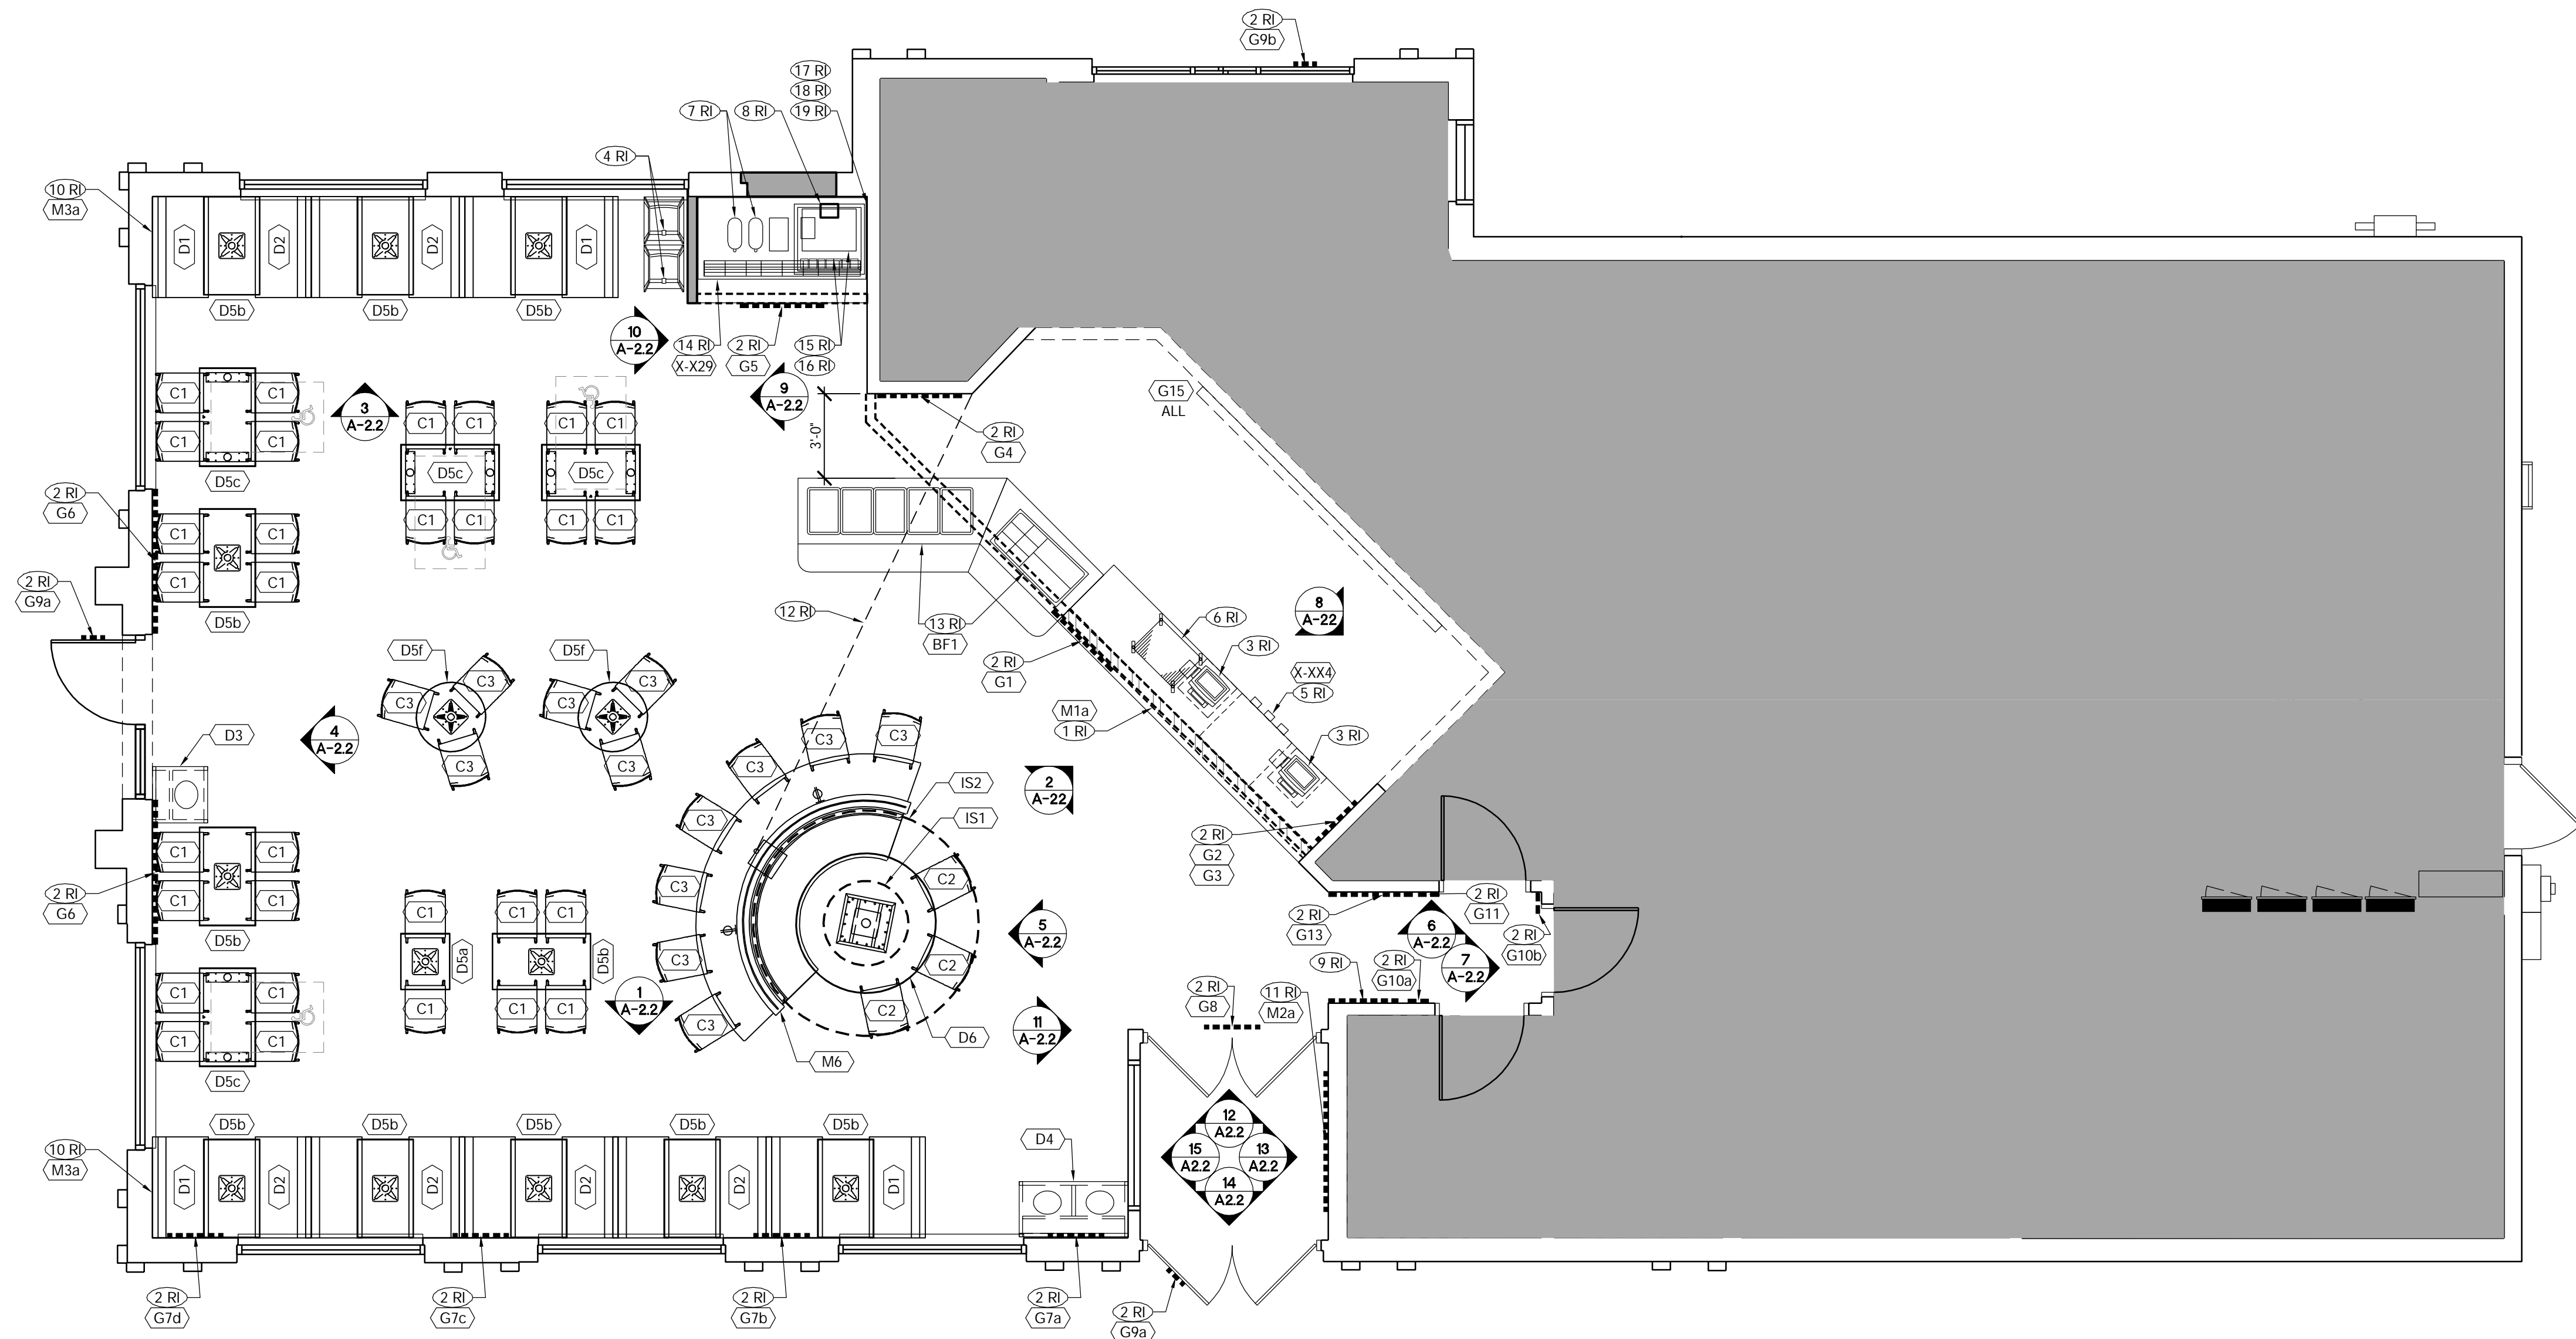 2 RI
G9b
17 RI
18 RI
19 RI
7 RI
8 RI
4 RI
10 RI
M3a
D1
D2
D2
D1
D5b
D5b
D5b
10
A-2.2
14 RI
X-X29
2 RI
G5
15 RI
16 RI
9
A-2.2
3'-0"
G15
ALL
C1
C1
C1
C1
D5c
3
A-2.2
C1
C1
D5c
C1
C1
C1
C1
D5c
C1
C1
2 RI
G4
2 RI
G6
C1
C1
C1
C1
D5b
2 RI
G9a
12 RI
13 RI
BF1
8
A-22
6 RI
3 RI
2 RI
G1
X-XX4
5 RI
M1a
1 RI
3 RI
D5f
C3
C3
C3
D5f
C3
C3
C3
4
A-2.2
D3
C3
C3
C3
C3
C3
C3
C3
IS2
IS1
2
A-22
2 RI
G2
G3
C2
C2
C2
C1
C1
C1
C1
D5b
2 RI
G6
C1
C1
C1
D5a
D5b
C1
C1
C1
1
A-2.2
5
A-2.2
2 RI
G11
2 RI
G13
6
A-2.2
7
A-2.2
2 RI
G10b
9 RI
2 RI
G10a
2 RI
G8
11 RI
M2a
11
A-2.2
D6
M6
C1
C1
C1
C1
D5c
D5b
D5b
D5b
D5b
D5b
D4
12
A2.2
15
A2.2
13
A2.2
14
A2.2
10 RI
M3a
D1
D2
D2
D2
D2
D1
2 RI
G7d
2 RI
G7c
2 RI
G7b
2 RI
G7a
2 RI
G9a